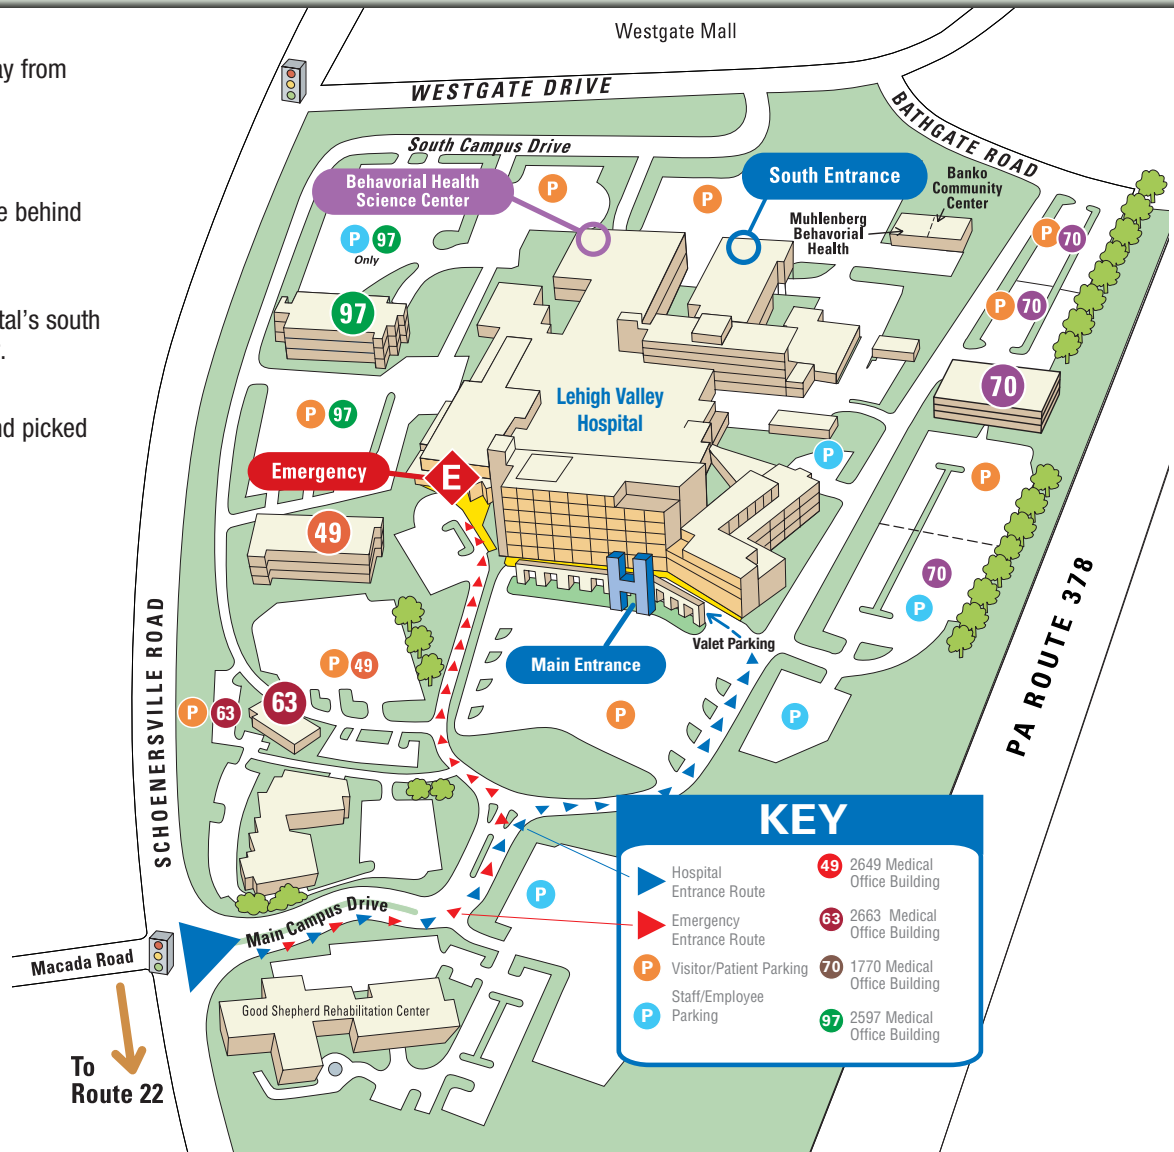 ay from
e behind
tal's south
.
nd picked
Westgate Mall
WESTGATE DRIVE
BATHGATE ROAD
South Campus Drive
Behavorial Health
Science Center
P
P
South Entrance
Banko
Community
Center
Muhlenberg
Behavorial
Health
P 97
Only
P 70
P 70
97
70
Lehigh Valley
Hospital
P 97
P
Emergency
E
P
49
H
70
P
PA ROUTE 378
SCHOENERSVILLE ROAD
Valet Parking
Main Entrance
P 49
63
P 63
P
P
KEY
Hospital
Entrance Route
Emergency
Entrance Route
P Visitor/Patient Parking
Staff/Employee
P Parking
49 2649 Medical
Office Building
63 2663 Medical
Office Building
70 1770 Medical
Office Building
97 2597 Medical
Office Building
P
Main Campus Drive
Macada Road
Good Shepherd Rehabilitation Center
To
Route 22